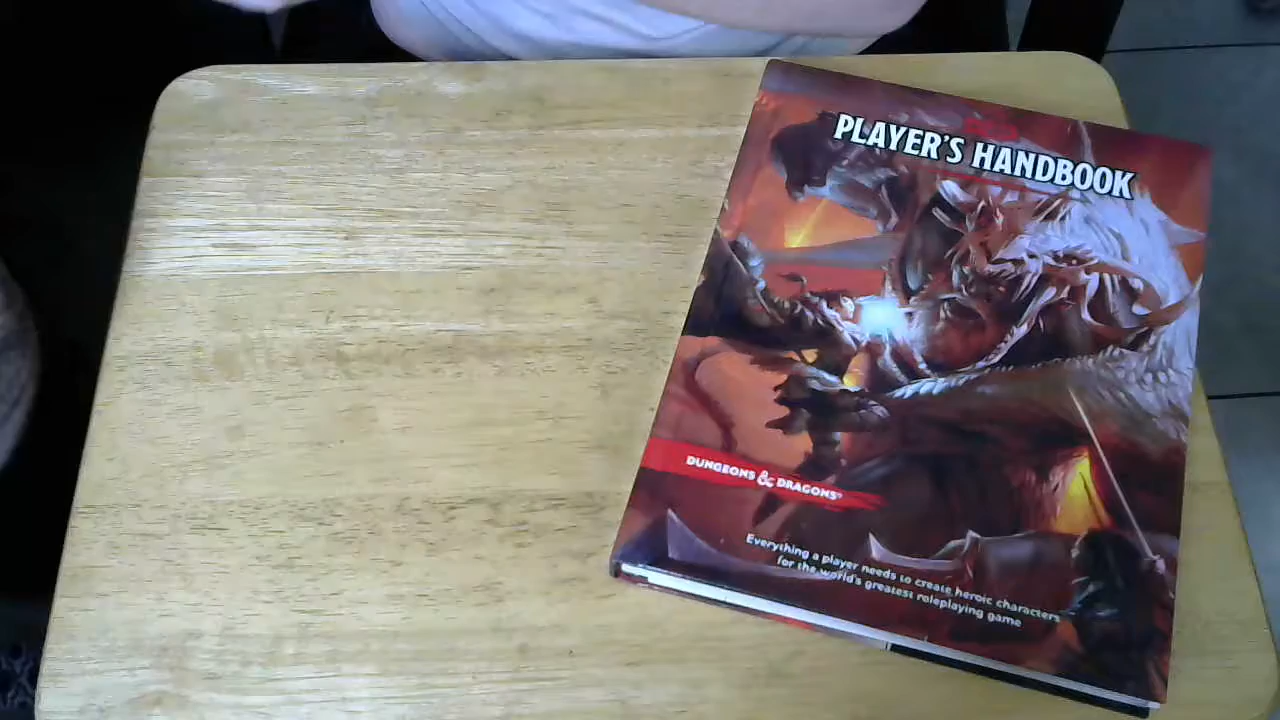 PLAYER'S HANDBOOK
DUNGEONS & DRAGONS®
Everything a player needs to create heroic characters
for the world's greatest roleplaying game